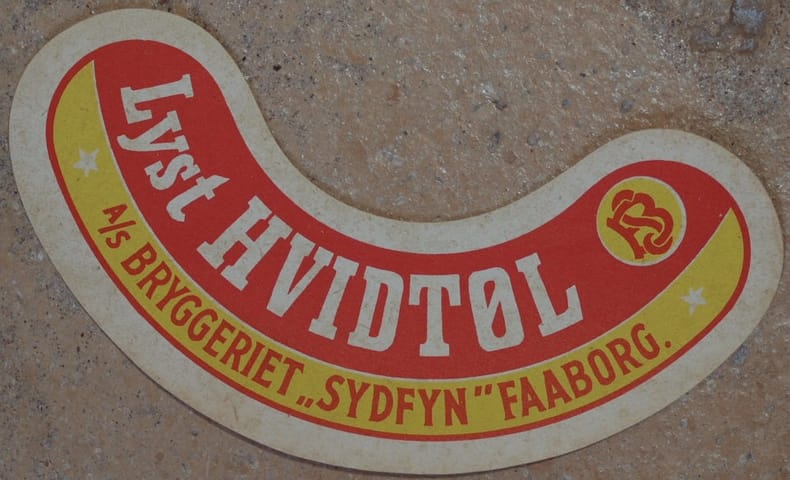 Lyst HVIDTØL
A/S BRYGGERIET „SYDFYN” FAABORG.